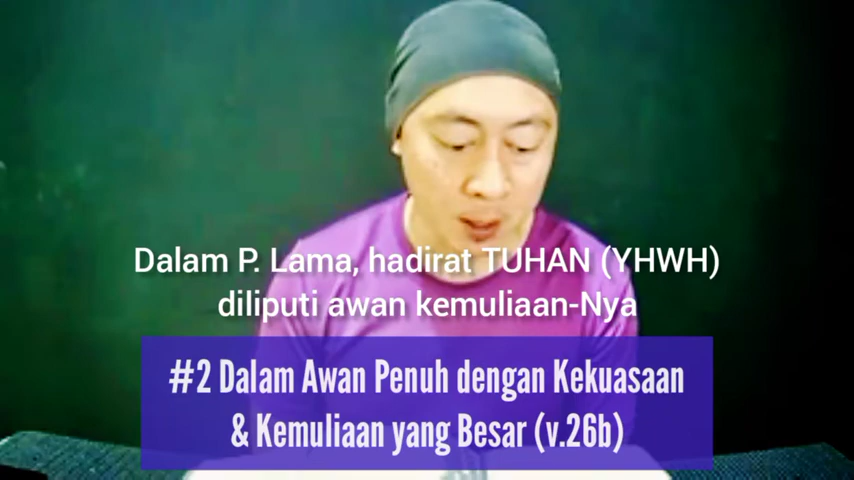 Dalam P. Lama, hadirat TUHAN (YHWH)
diliputi awan kemuliaan-Nya
#2 Dalam Awan Penuh dengan Kekuasaan
& Kemuliaan yang Besar (v.26b)